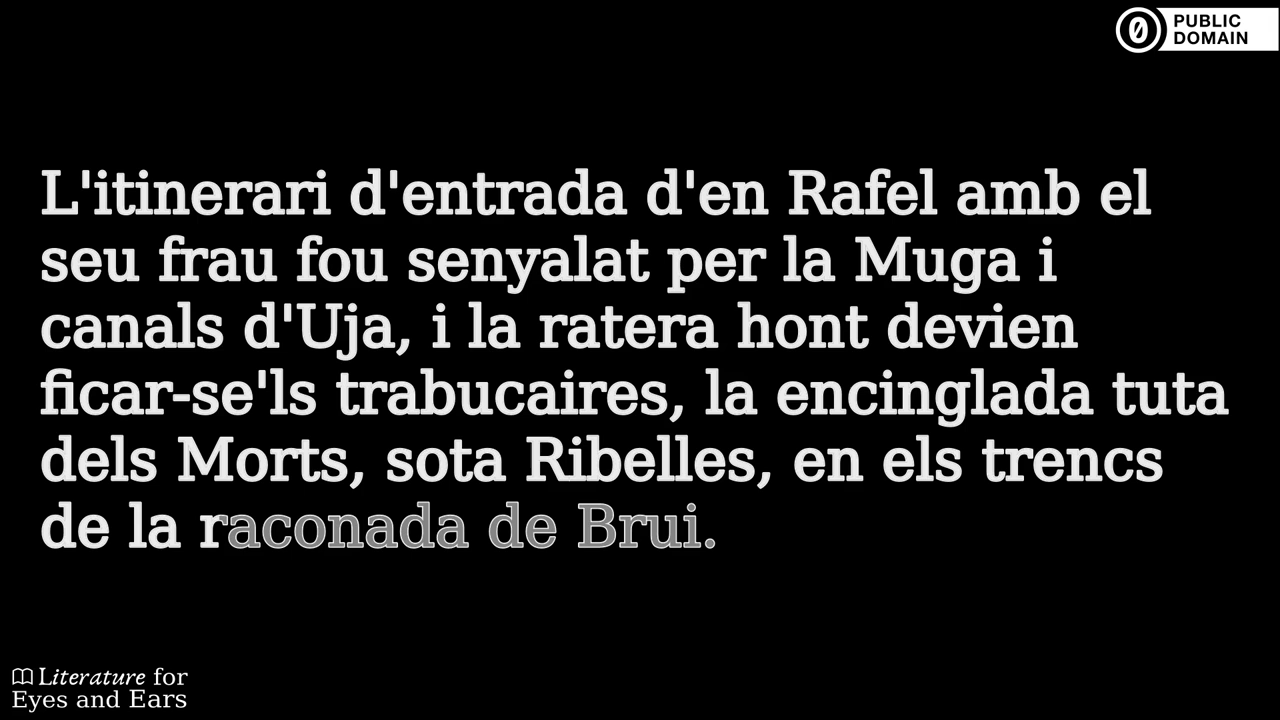 PUBLIC
DOMAIN
L'itinerari d'entrada d'en Rafel amb el
seu frau fou senyalat per la Muga i
canals d'Uja, i la ratera hont devien
ficar-se'ls trabucaires, la encinglada tuta
dels Morts, sota Ribelles, en els trencs
de la raconada de Brui.
Literature for
Eyes and Ears